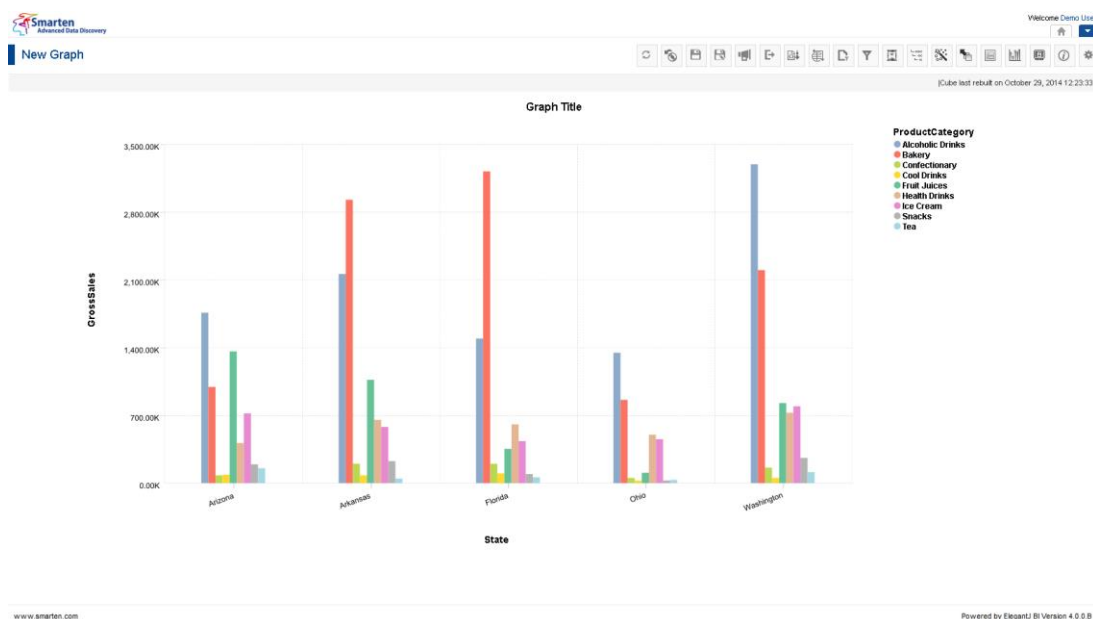 Smarten
Advanced Data Discovery
Welcome Demo Use
New Graph
|Cube last rebuilt on October 29, 2014 12:23:33
Graph Title
ProductCategory
Alcoholic Drinks
Bakery
Confectionary
Cool Drinks
Fruit Juices
Health Drinks
Ice Cream
Snacks
Tea
3,500.00K
2,800.00K
2,100.00K
1,400.00K
700.00K
0.00K
GrossSales
Arizona
Arkansas
Florida
Ohio
Washington
State
www.smarten.com
Powered by ElegantJ BI Version 4.0.0.B